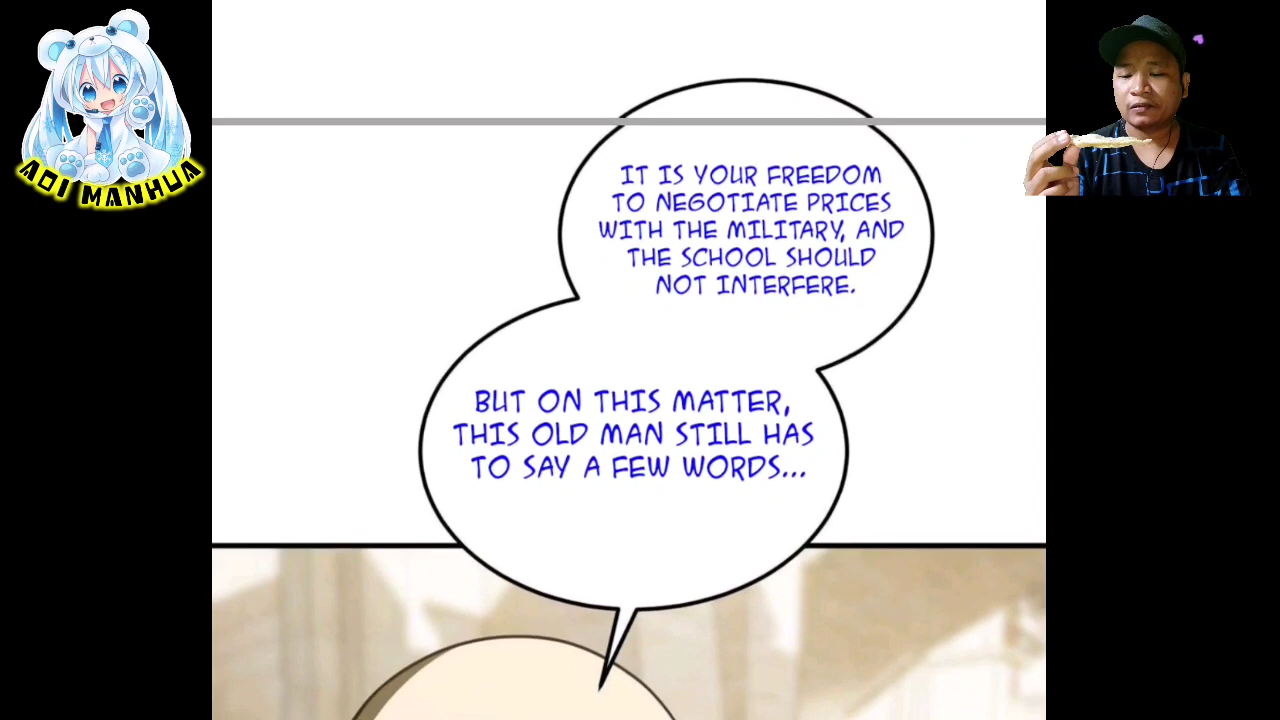 AOI MANHUA
IT IS YOUR FREEDOM
TO NEGOTIATE PRICES
WITH THE MILITARY, AND
THE SCHOOL SHOULD
NOT INTERFERE.
BUT ON THIS MATTER,
THIS OLD MAN STILL HAS
TO SAY A FEW WORDS...